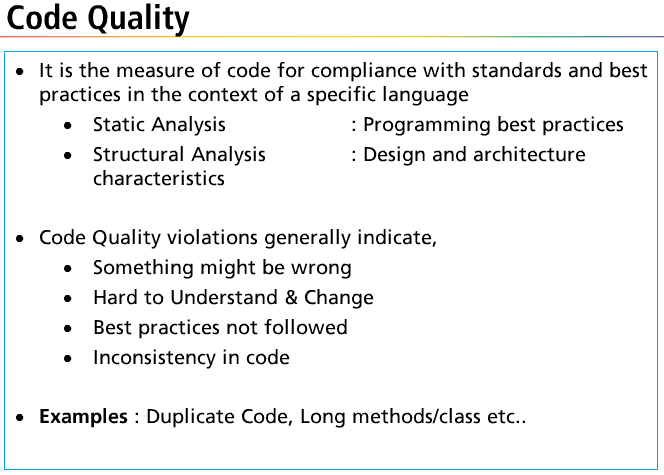 Code Quality
• It is the measure of code for compliance with standards and best
practices in the context of a specific language
• Static Analysis : Programming best practices
• Structural Analysis : Design and architecture
characteristics
• Code Quality violations generally indicate,
• Something might be wrong
• Hard to Understand & Change
• Best practices not followed
• Inconsistency in code
• Examples : Duplicate Code, Long methods/class etc..